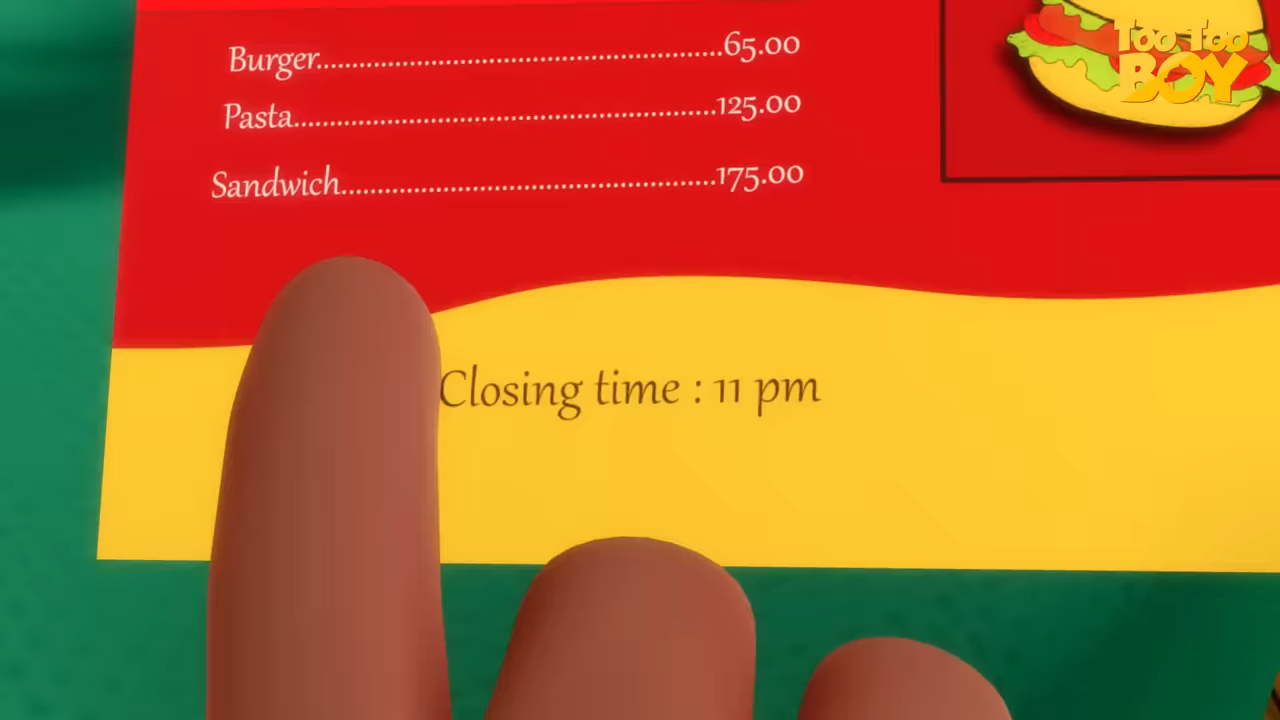 Burger.......................................................65.00
Pasta.......................................................125.00
Sandwich.................................................175.00
Closing time : 11 pm
TOO TOO
BOY